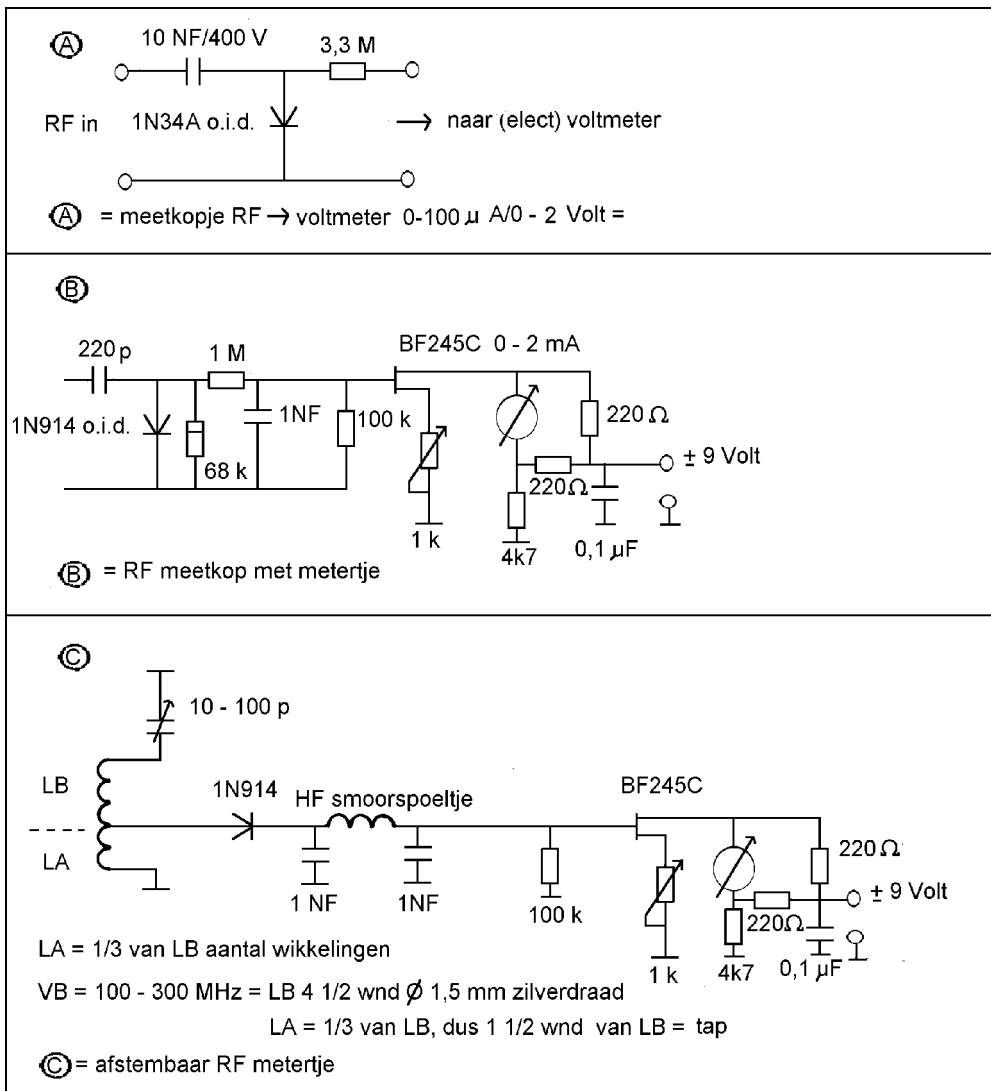 A
10 NF/400 V
3,3 M
RF in
1N34A o.i.d.
→ naar (elect) voltmeter
A = meetkopje RF → voltmeter 0-100 µ A/0 - 2 Volt =
B
220 p
1 M
BF245C 0 - 2 mA
1N914 o.i.d.
1NF
100 k
220 Ω
68 k
220Ω
± 9 Volt
1 k
4k7
0,1 µF
B = RF meetkop met metertje
C
10 - 100 p
LB
1N914
HF smoorspoeltje
BF245C
LA
220Ω
± 9 Volt
1 NF
1NF
100 k
220Ω
1 k
4k7
0,1 µF
LA = 1/3 van LB aantal wikkelingen
VB = 100 - 300 MHz = LB 4 1/2 wnd Ø 1,5 mm zilverdraad
LA = 1/3 van LB, dus 1 1/2 wnd van LB = tap
C = afstembaar RF metertje